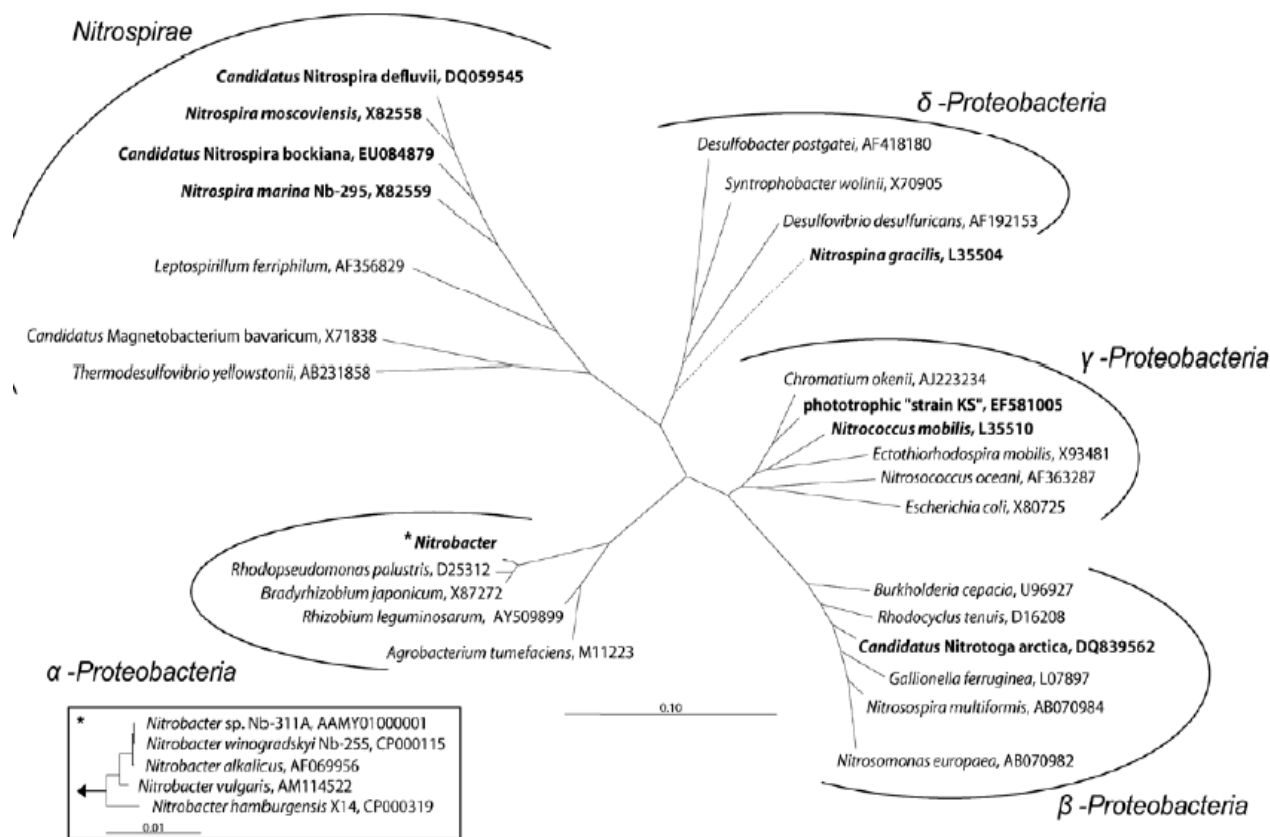 Nitrospirae
Candidatus Nitrospira defluvii, DQ059545
Nitrospira moscoviensis, X82558
Candidatus Nitrospira bockiana, EU084879
Nitrospira marina Nb-295, X82559
Leptospirillum ferriphilum, AF356829
Candidatus Magnetobacterium bavaricum, X71838
Thermodesulfovibrio yellowstonii, AB231858
δ -Proteobacteria
Desulfobacter postgatei, AF418180
Syntrophobacter wolinii, X70905
Desulfovibrio desulfuricans, AF192153
Nitrospina gracilis, L35504
γ -Proteobacteria
Chromatium okenii, AJ223234
phototrophic "strain KS", EF581005
Nitrococcus mobilis, L35510
Ectothiorhodospira mobilis, X93481
Nitrosococcus oceani, AF363287
Escherichia coli, X80725
* Nitrobacter
Rhodopseudomonas palustris, D25312
Bradyrhizobium japonicum, X87272
Rhizobium leguminosarum, AY509899
Agrobacterium tumefaciens, M11223
α -Proteobacteria
Burkholderia cepacia, U96927
Rhodocyclus tenuis, D16208
Candidatus Nitrotoga arctica, DQ839562
Gallionella ferruginea, L07897
Nitrosospira multiformis, AB070984
Nitrosomonas europaea, AB070982
β -Proteobacteria
0.10
*
Nitrobacter sp. Nb-311A, AAMY01000001
Nitrobacter winogradskyi Nb-255, CP000115
Nitrobacter alkalicus, AF069956
Nitrobacter vulgaris, AM114522
Nitrobacter hamburgensis X14, CP000319
0.01